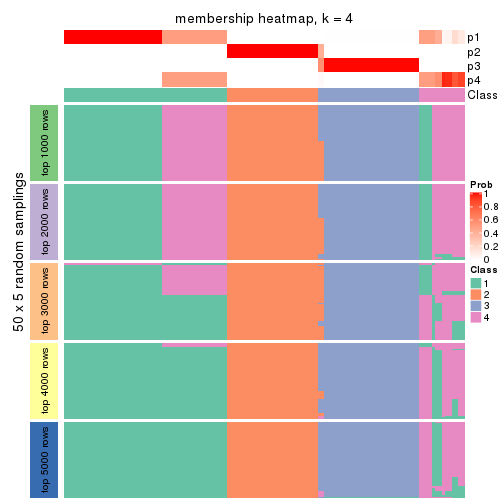 membership heatmap, k = 4
p1
p2
p3
p4
Class
50 x 5 random samplings
top 1000 rows
top 2000 rows
top 3000 rows
top 4000 rows
top 5000 rows
Prob
1
0.8
0.6
0.4
0.2
0
Class
1
2
3
4